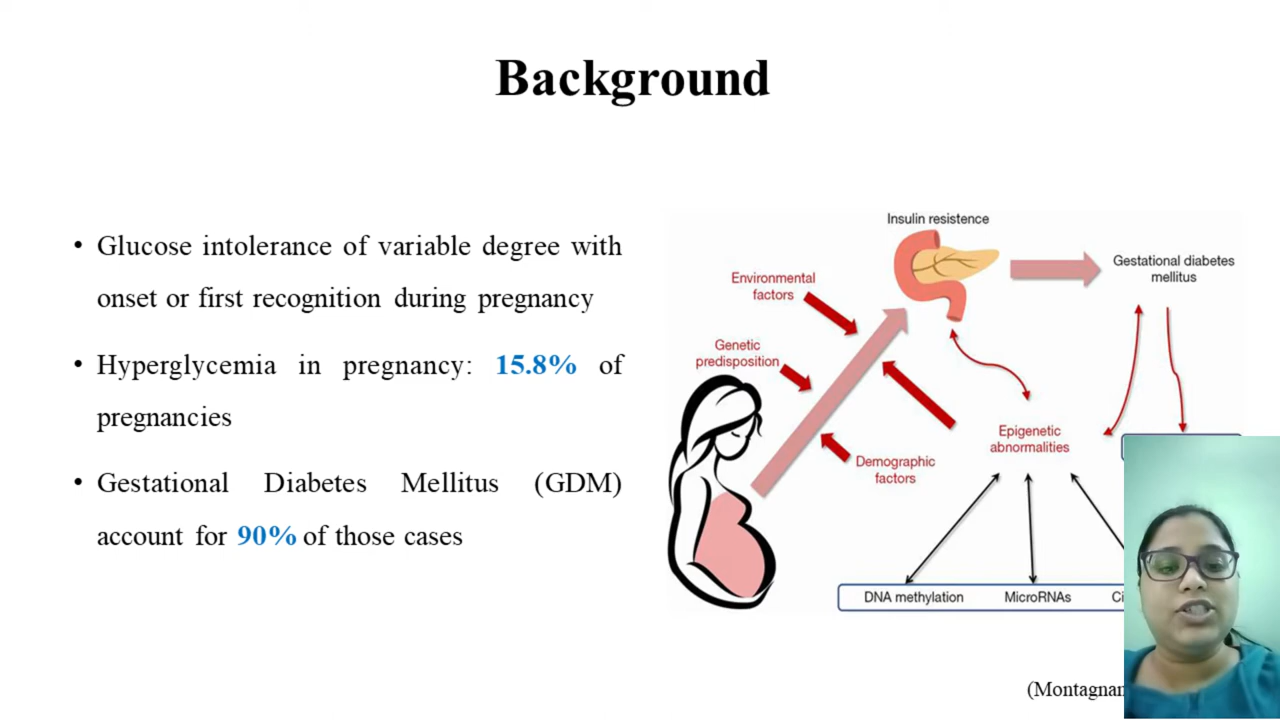 Background
• Glucose intolerance of variable degree with
onset or first recognition during pregnancy
• Hyperglycemia in pregnancy: 15.8% of
pregnancies
• Gestational Diabetes Mellitus (GDM)
account for 90% of those cases
Insulin resistence
Gestational diabetes
mellitus
Environmental
factors
Genetic
predisposition
Demographic
factors
Epigenetic
abnormalities
DNA methylation
MicroRNAs